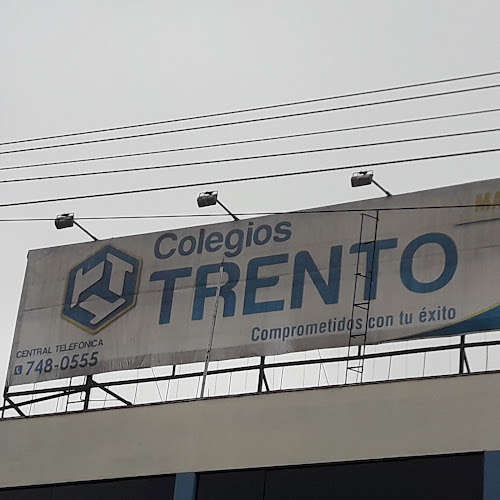 Colegios
TRENTO
Comprometidos con tu éxito
CENTRAL TELEFÓNICA
748-0555